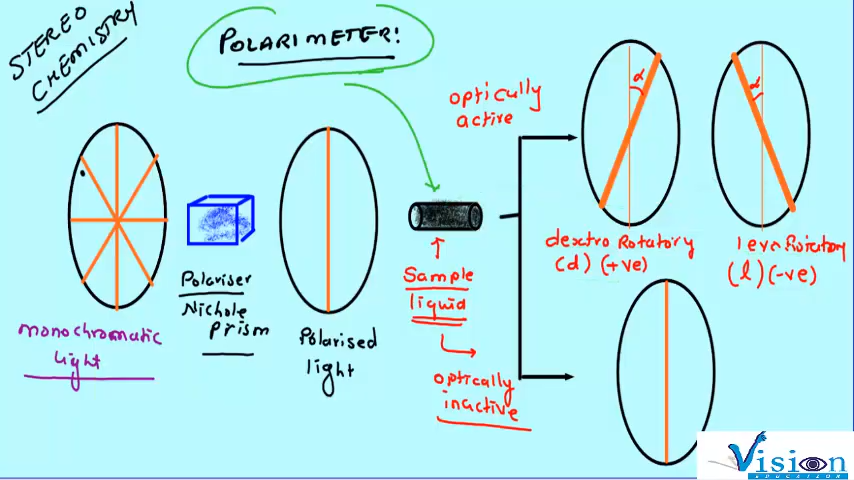 STEREO
CHEMISTRY
POLARIMETER!
optically
active
α
α
dextro Rotatory
(d) (+ve)
levo Rotatory
(l) (-ve)
Polariser
Nichole
Prism
monochromatic
light
Polarised
light
Sample
liquid
optically
inactive
Vision
EDUCATION